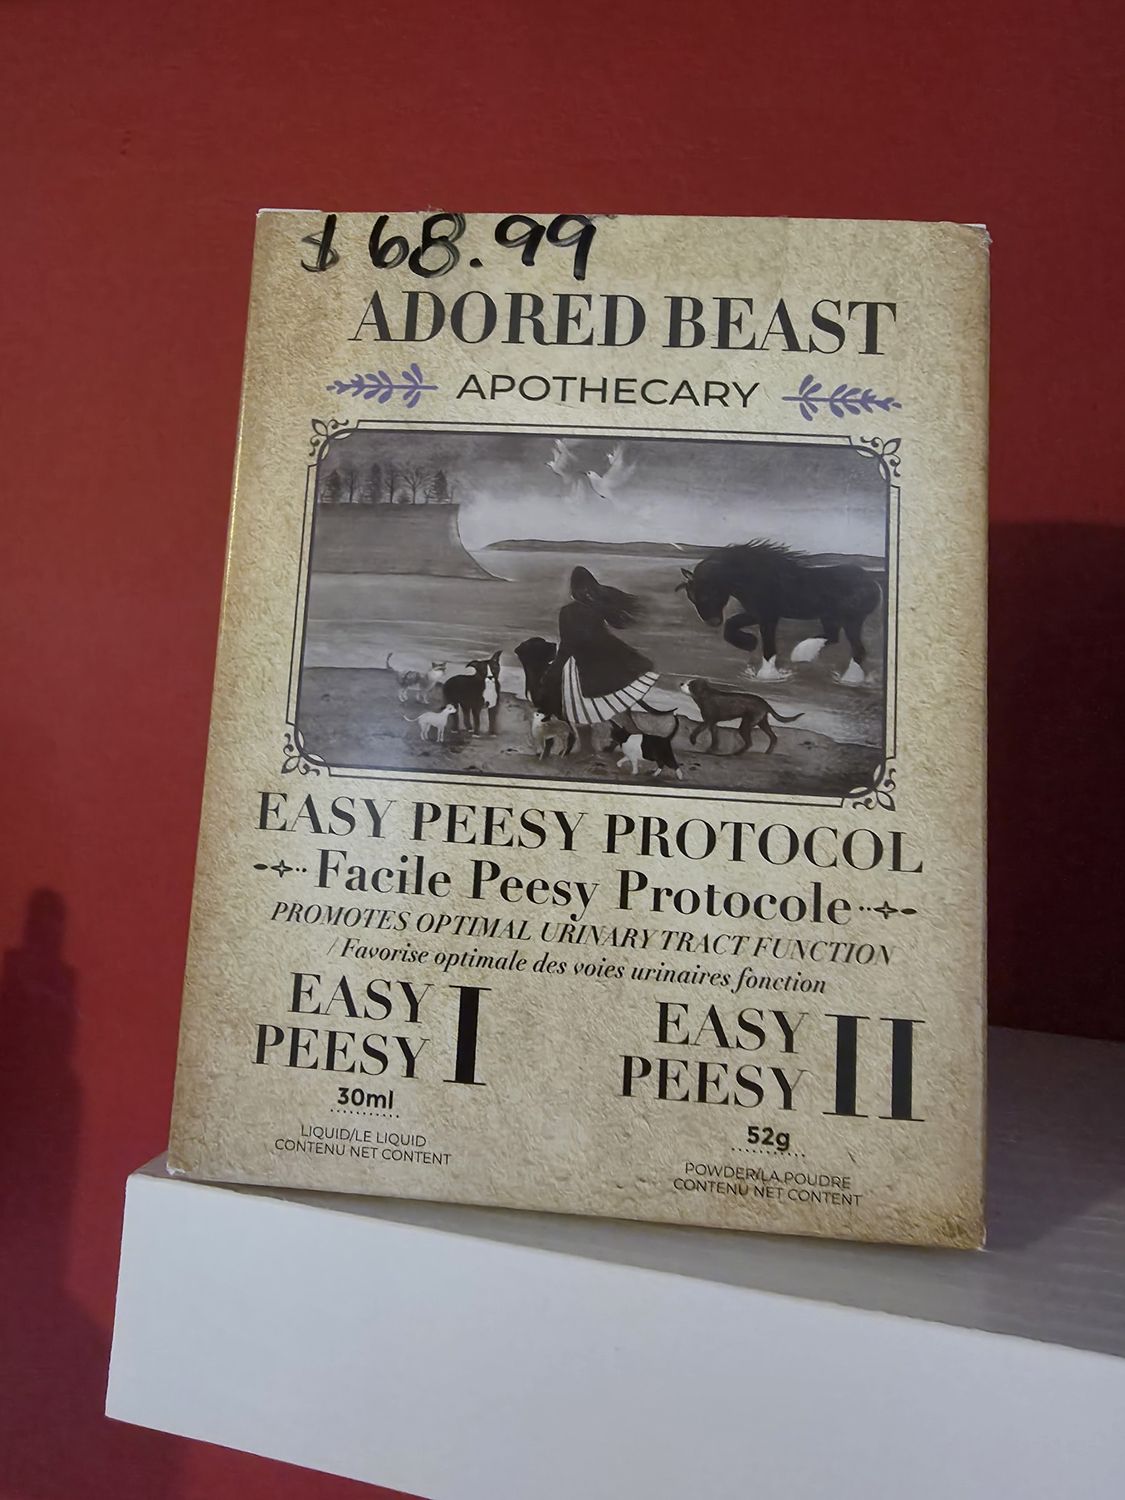 $68.99
ADORED BEAST
APOTHECARY
EASY PEESY PROTOCOL
Facile Peesy Protocole
PROMOTES OPTIMAL URINARY TRACT FUNCTION
/ Favorise optimale des voies urinaires fonction
EASY
PEESY I
30ml
LIQUID/LE LIQUID
CONTENU NET CONTENT
EASY
PEESY II
52g
POWDER/LA POUDRE
CONTENU NET CONTENT